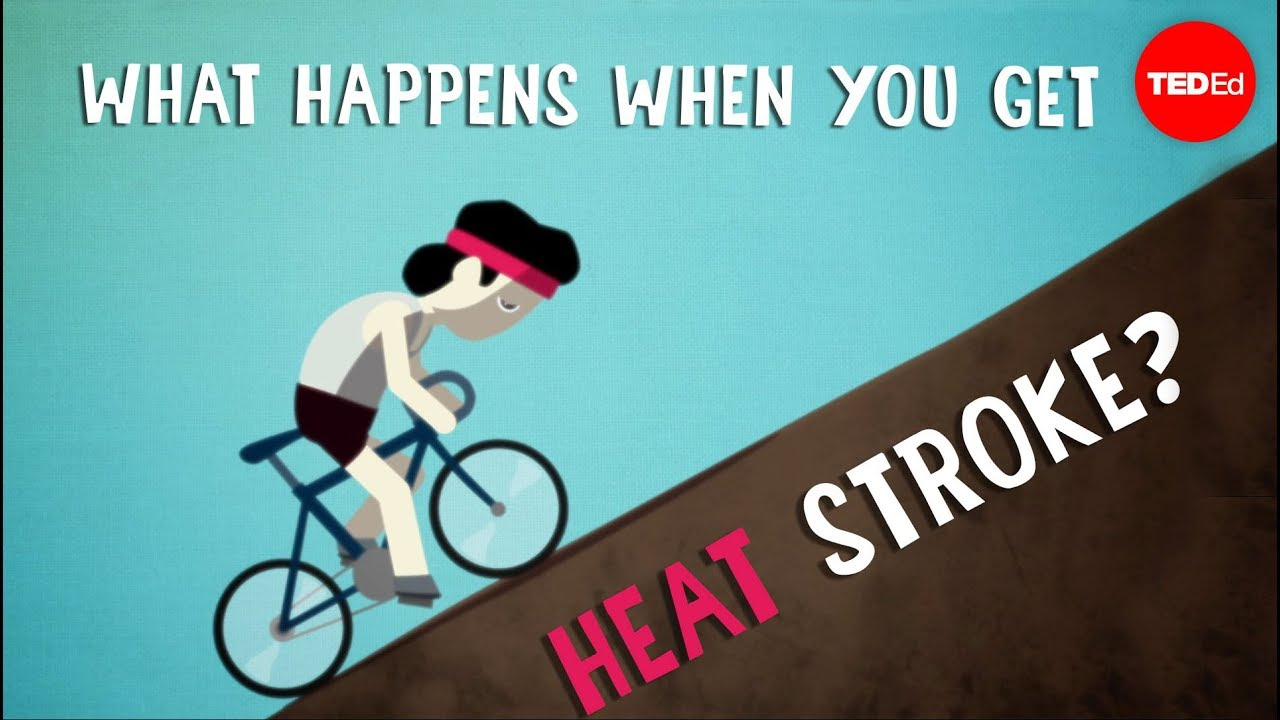 WHAT HAPPENS WHEN YOU GET
TEDEd
HEAT STROKE?